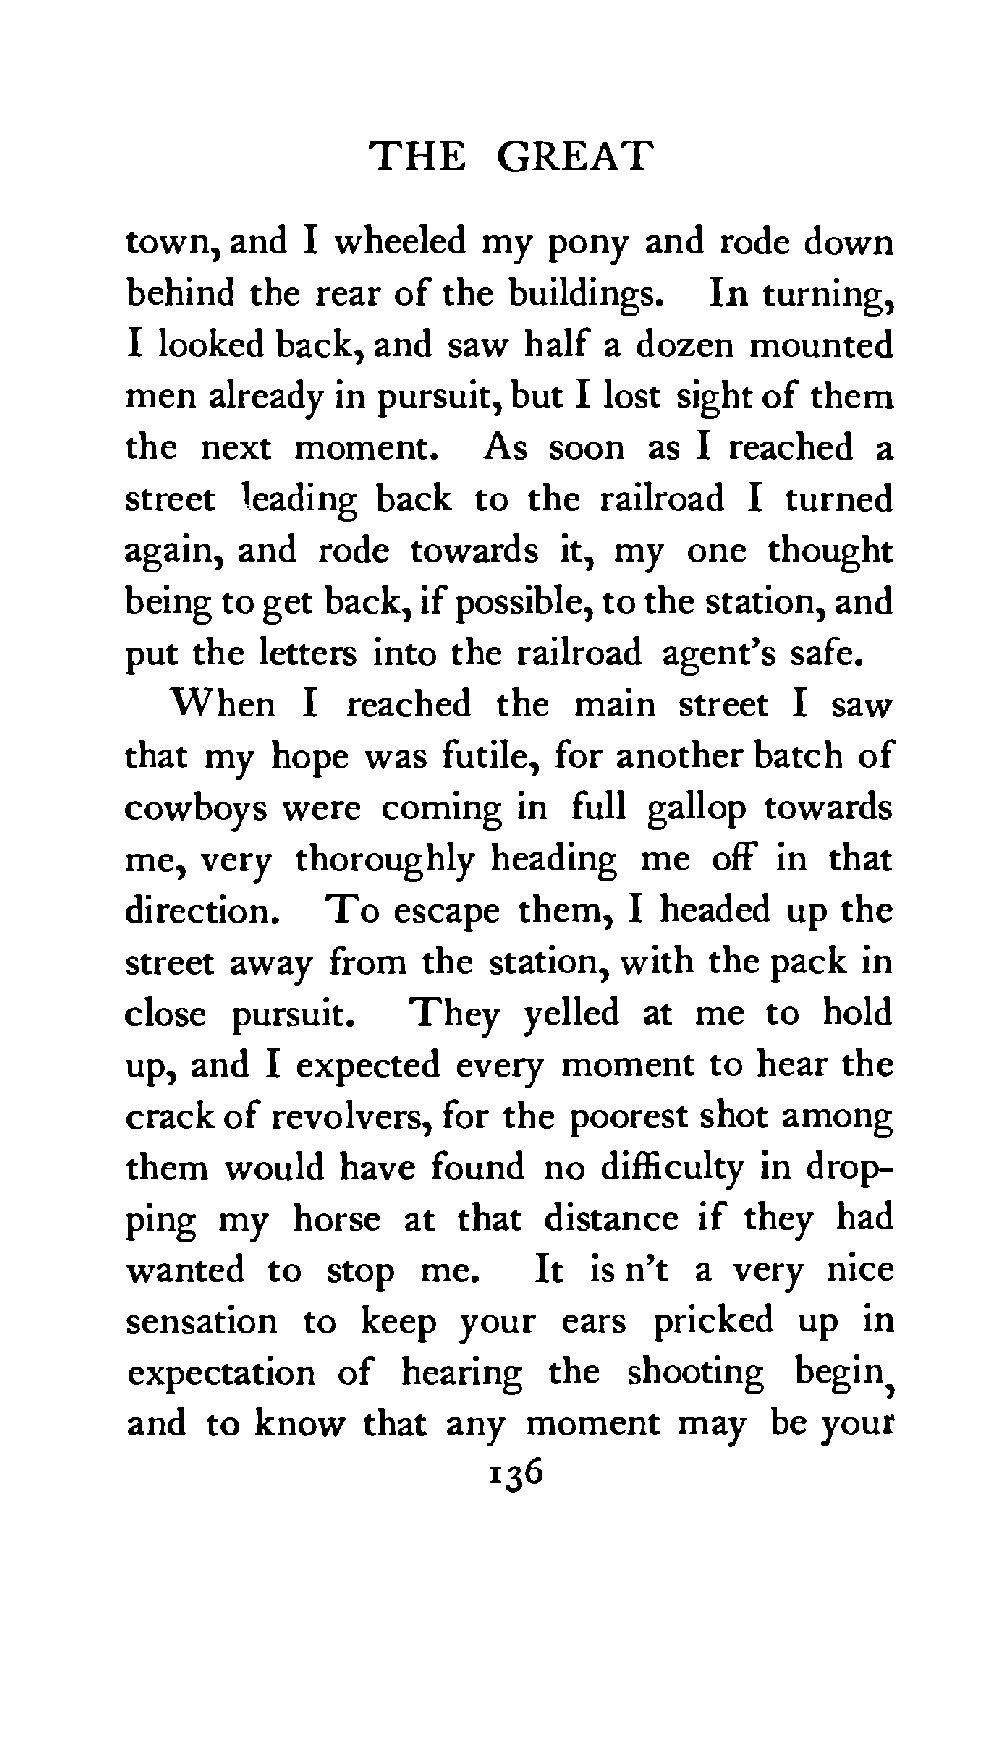 THE GREAT
town, and I wheeled my pony and rode down
behind the rear of the buildings. In turning,
I looked back, and saw half a dozen mounted
men already in pursuit, but I lost sight of them
the next moment. As soon as I reached a
street leading back to the railroad I turned
again, and rode towards it, my one thought
being to get back, if possible, to the station, and
put the letters into the railroad agent's safe.
When I reached the main street I saw
that my hope was futile, for another batch of
cowboys were coming in full gallop towards
me, very thoroughly heading me off in that
direction. To escape them, I headed up the
street away from the station, with the pack in
close pursuit. They yelled at me to hold
up, and I expected every moment to hear the
crack of revolvers, for the poorest shot among
them would have found no difficulty in drop-
ping my horse at that distance if they had
wanted to stop me. It is n't a very nice
sensation to keep your ears pricked up in
expectation of hearing the shooting begin,
and to know that any moment may be your
136